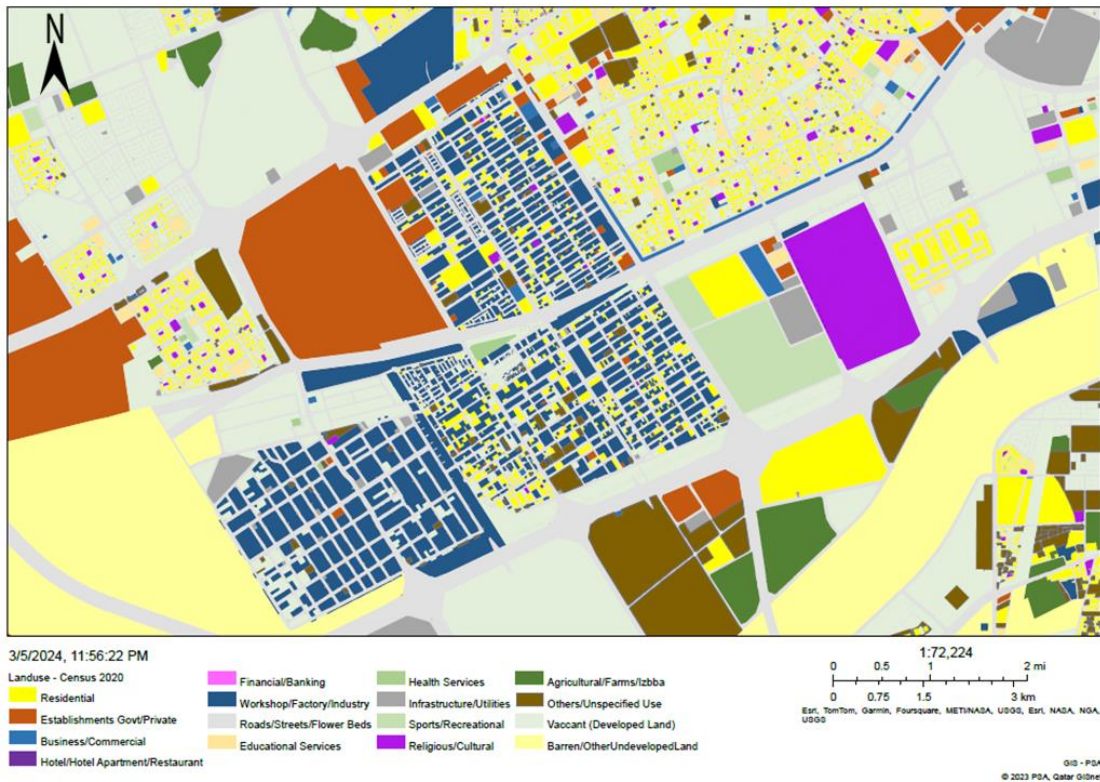 N
3/5/2024, 11:56:22 PM
Landuse - Census 2020
Residential
Establishments Govt/Private
Business/Commercial
Hotel/Hotel Apartment/Restaurant
Financial/Banking
Workshop/Factory/Industry
Roads/Streets/Flower Beds
Educational Services
Health Services
Infrastructure/Utilities
Sports/Recreational
Religious/Cultural
Agricultural/Farms/Izbba
Others/Unspecified Use
Vaccant (Developed Land)
Barren/OtherUndevelopedLand
1:72,224
0 0.5 1 2 mi
0 0.75 1.5 3 km
Esri, TomTom, Garmin, Foursquare, METI/NASA, USGS, Esri, NASA, NGA,
USGS
GIS - PSA
© 2023 PSA, Qatar GISnet